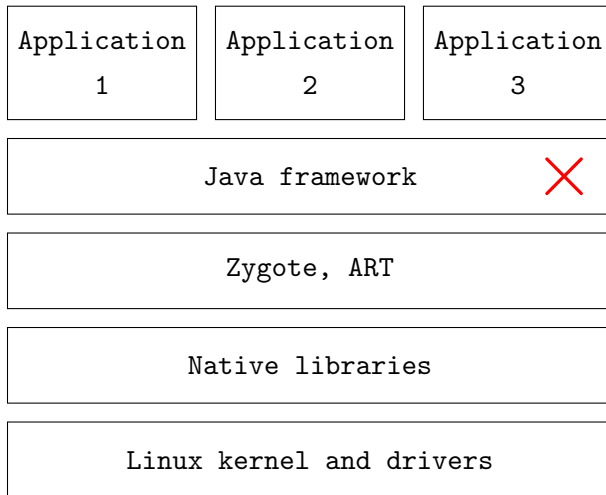 Application
1
Application
2
Application
3
Java framework
Zygote, ART
Native libraries
Linux kernel and drivers